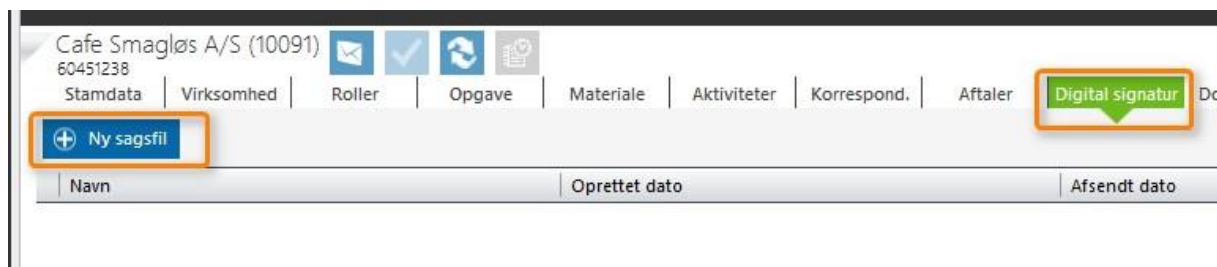 Cafe Smagløs A/S (10091)
60451238
Stamdata Virksomhed Roller Opgave Materiale Aktiviteter Korrespond. Aftaler Digital signatur Do
Ny sagsfil
Navn Oprettet dato Afsendt dato